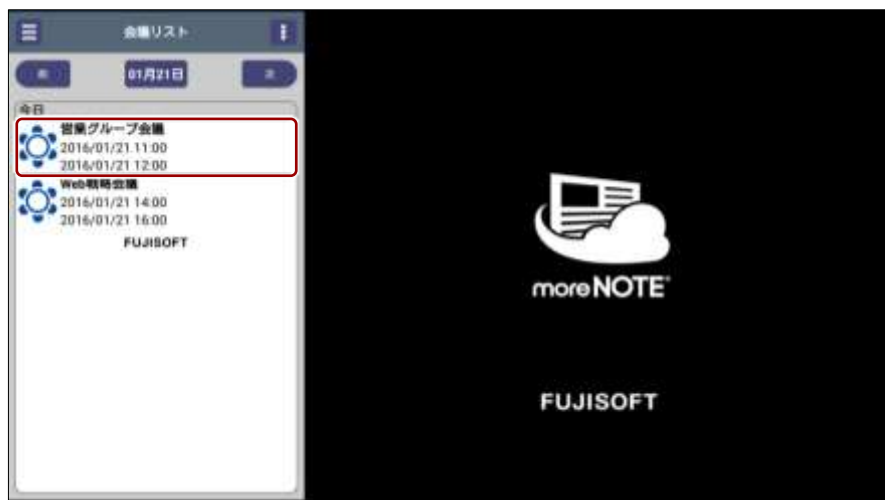 会議リスト
前
01月21日
次
今日
営業グループ会議
2016/01/21 11:00
2016/01/21 12:00
Web戦略会議
2016/01/21 14:00
2016/01/21 16:00
FUJISOFT
moreNOTE
FUJISOFT